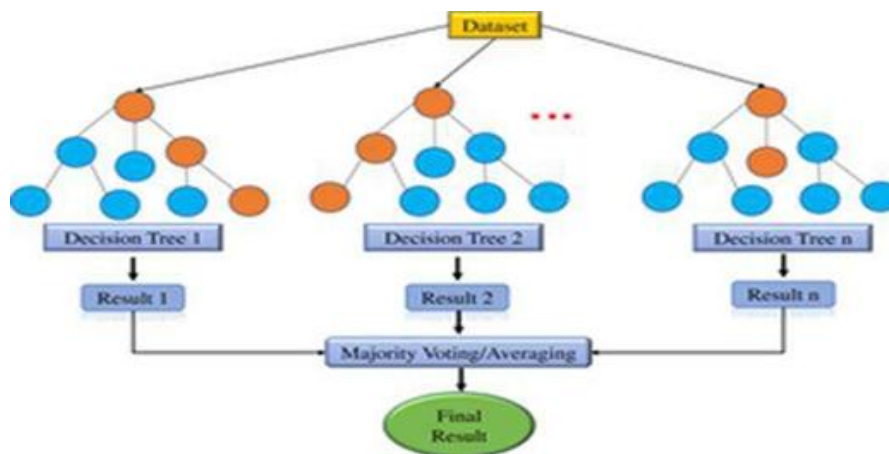 Dataset
Decision Tree 1
Decision Tree 2
Decision Tree n
Result 1
Result 2
Result n
Majority Voting/Averaging
Final
Result